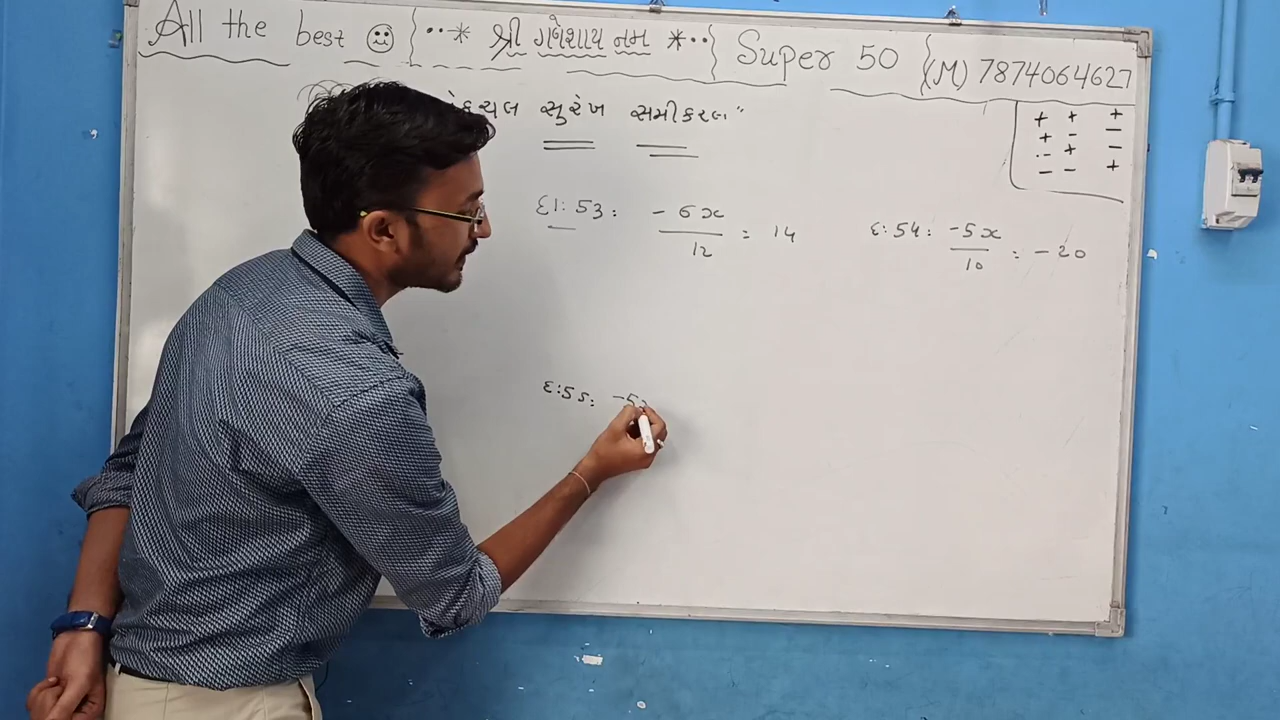 All the best ☺ { ··* શ્રી ગણેશાય નમ *·· } Super 50 { (M) 7874064627
ચલ સુરેખ સમીકરણ"
+ + +
+ - -
- + -
- - +
દા: 53: -6x/12 = 14
દ: 54: -5x/10 = -20
દ: 55: -5x